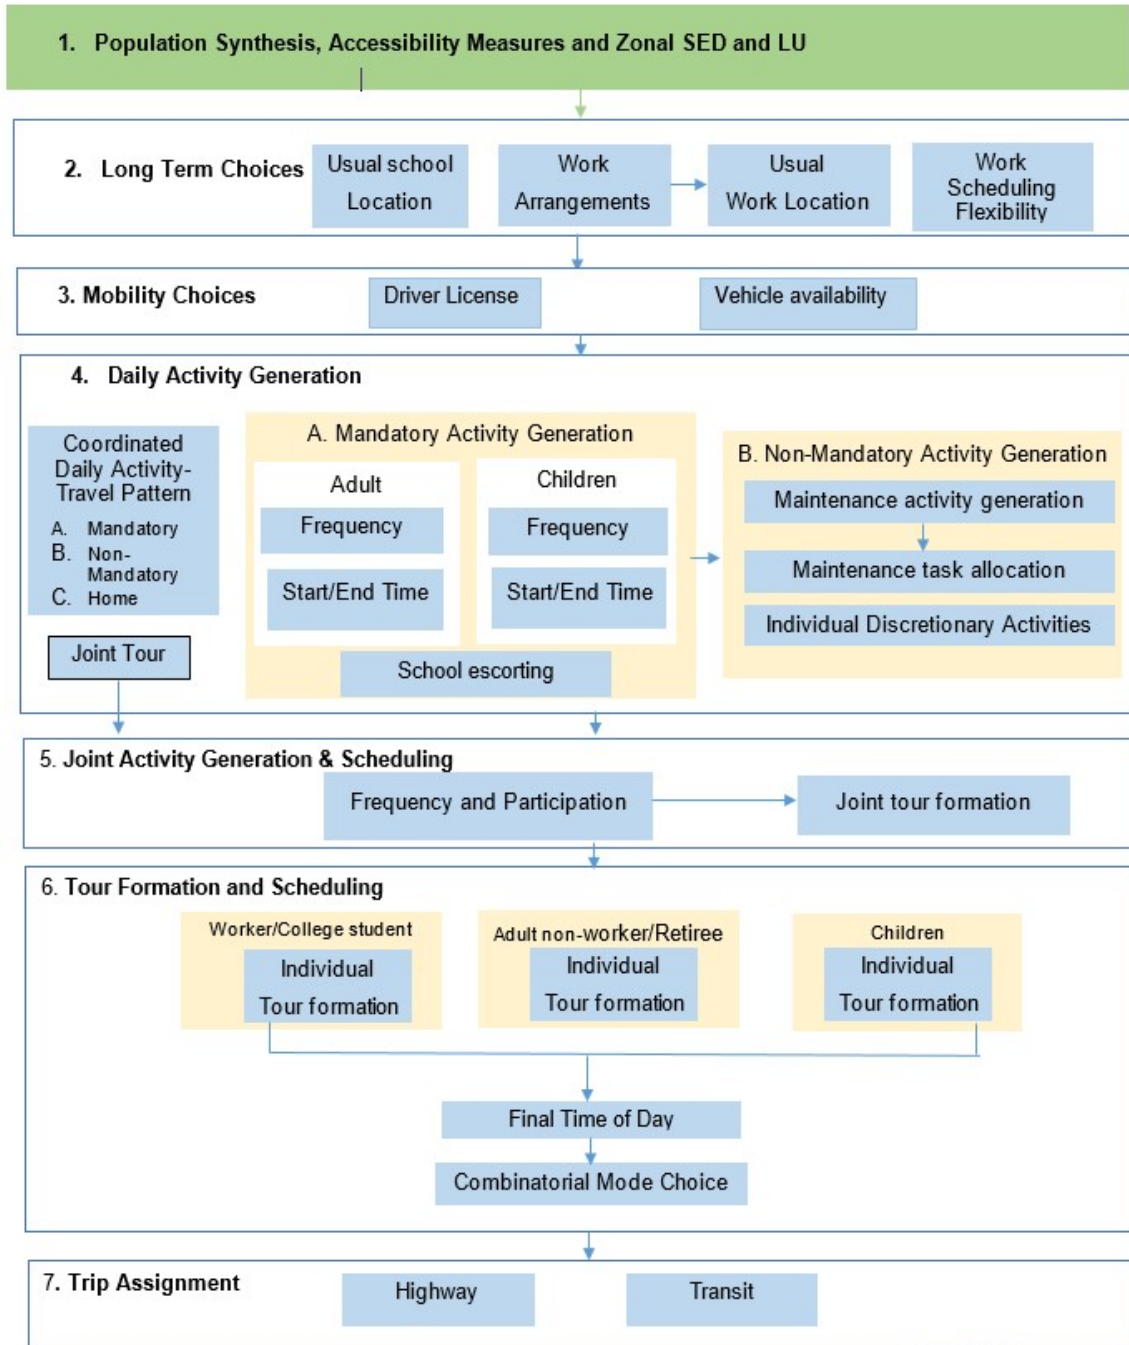 1. Population Synthesis, Accessibility Measures and Zonal SED and LU
2. Long Term Choices
Usual school
Location
Work
Arrangements
Usual
Work Location
Work
Scheduling
Flexibility
3. Mobility Choices
Driver License
Vehicle availability
4. Daily Activity Generation
Coordinated
Daily Activity-
Travel Pattern
A. Mandatory
B. Non-
Mandatory
C. Home
Joint Tour
A. Mandatory Activity Generation
Adult
Frequency
Start/End Time
Children
Frequency
Start/End Time
School escorting
B. Non-Mandatory Activity Generation
Maintenance activity generation
Maintenance task allocation
Individual Discretionary Activities
5. Joint Activity Generation & Scheduling
Frequency and Participation
Joint tour formation
6. Tour Formation and Scheduling
Worker/College student
Individual
Tour formation
Adult non-worker/Retiree
Individual
Tour formation
Children
Individual
Tour formation
Final Time of Day
Combinatorial Mode Choice
7. Trip Assignment
Highway
Transit